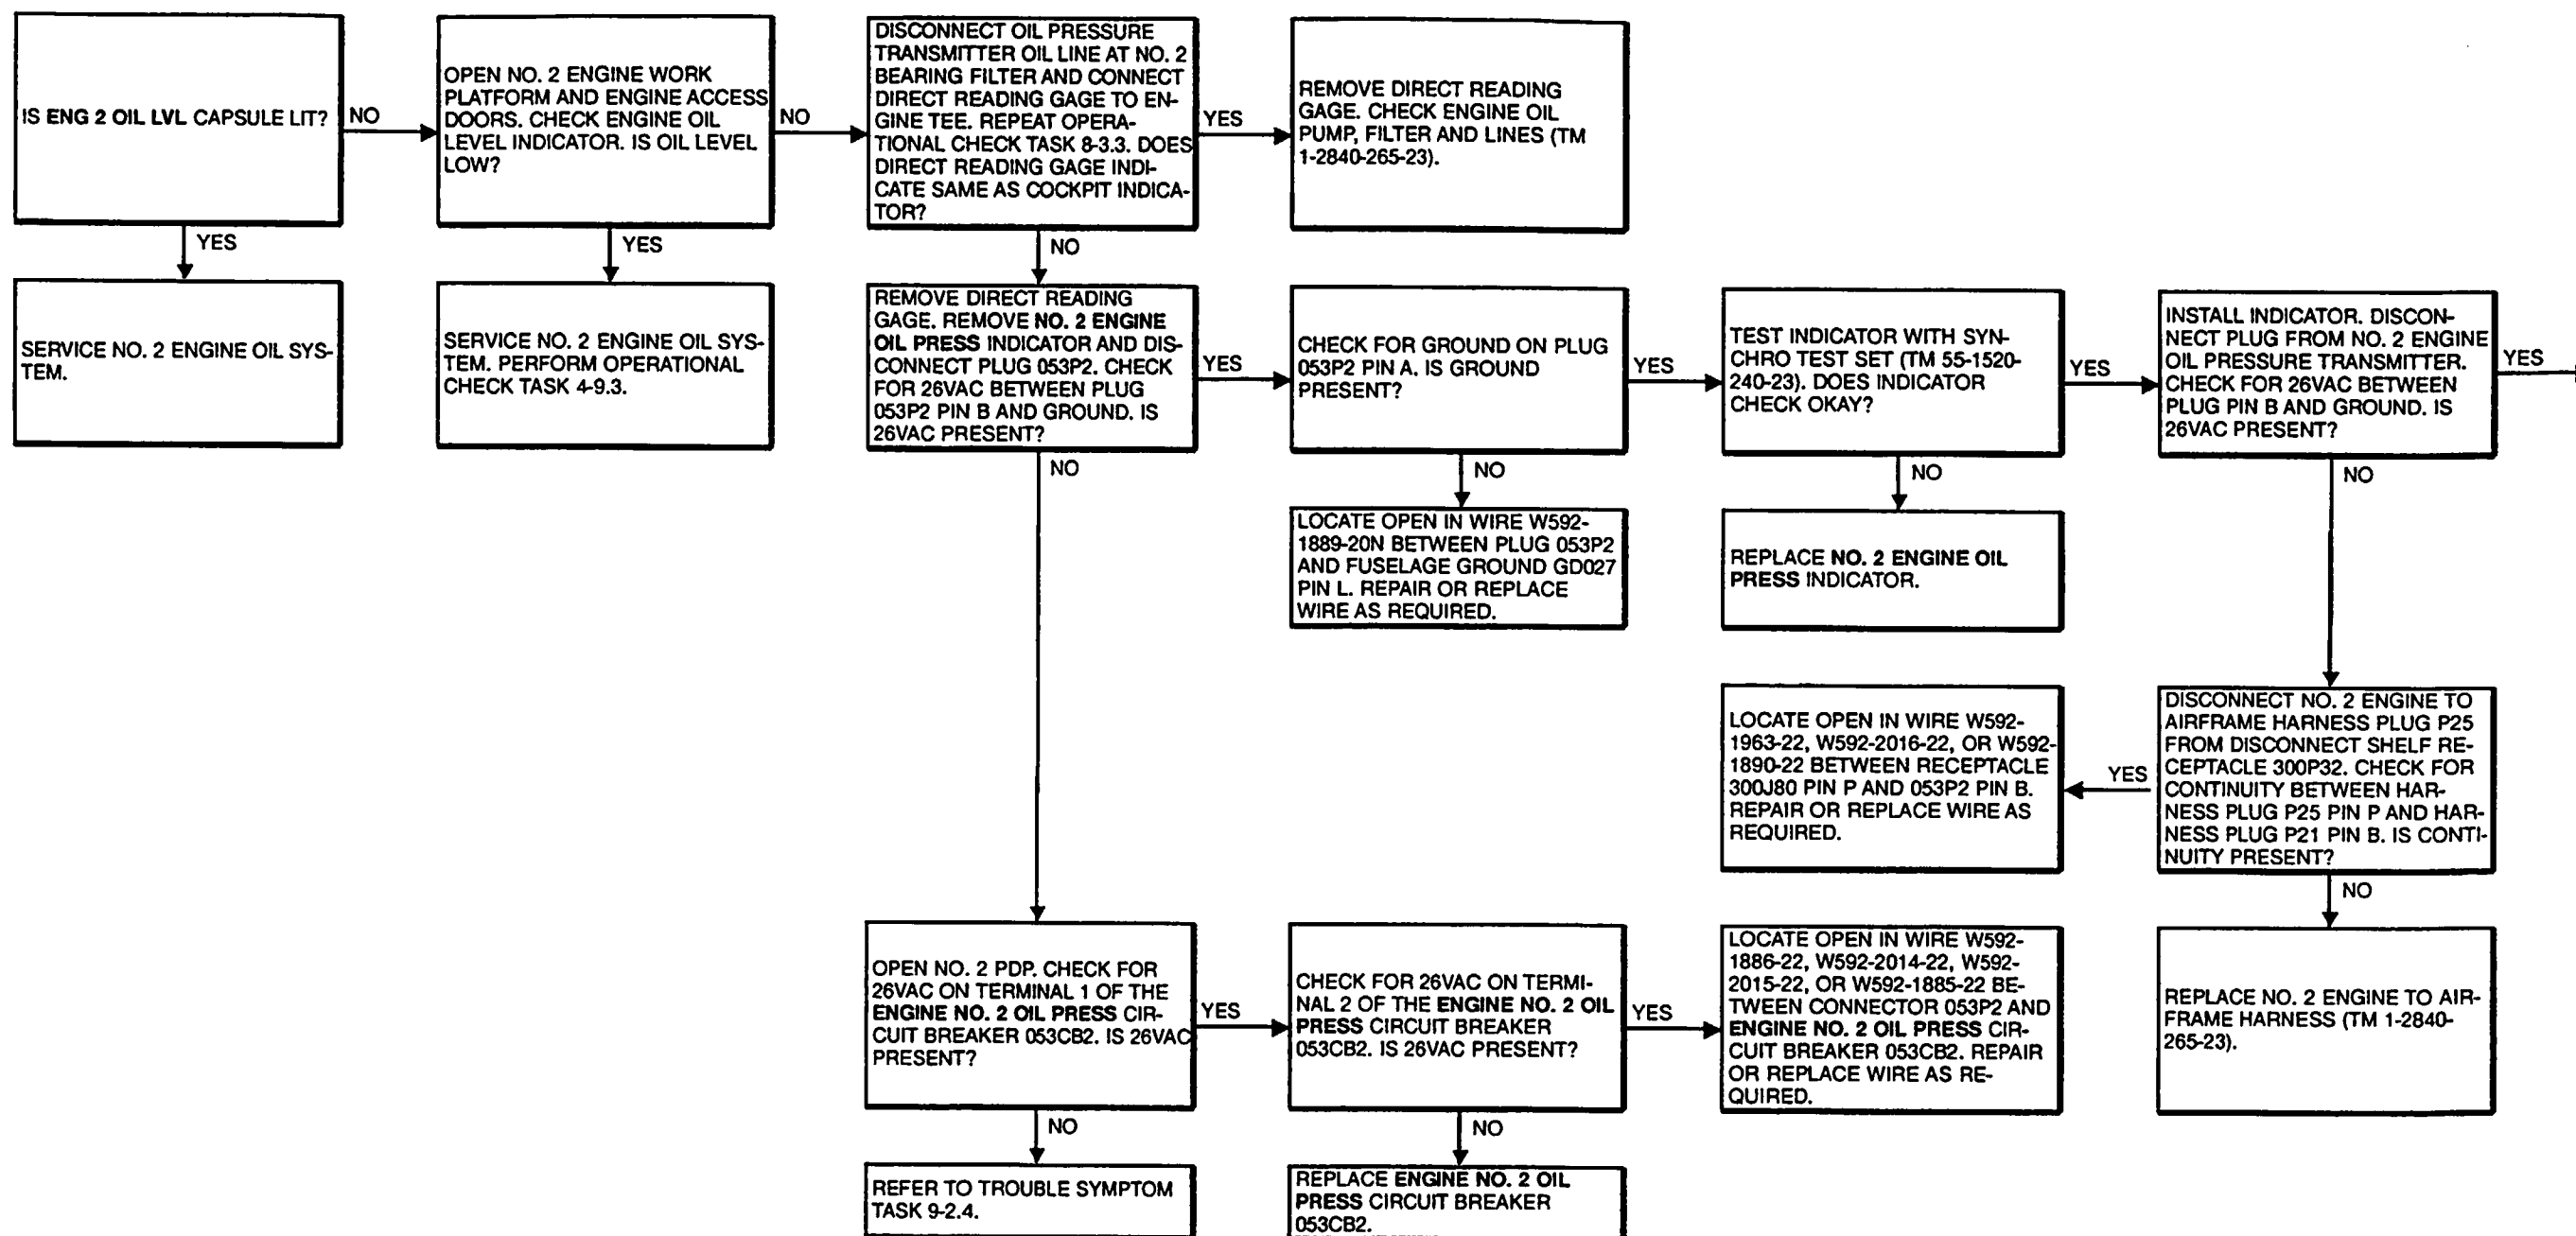 IS ENG 2 OIL LVL CAPSULE LIT?
NO
YES
OPEN NO. 2 ENGINE WORK
PLATFORM AND ENGINE ACCESS
DOORS. CHECK ENGINE OIL
LEVEL INDICATOR. IS OIL LEVEL
LOW?
NO
YES
DISCONNECT OIL PRESSURE
TRANSMITTER OIL LINE AT NO. 2
BEARING FILTER AND CONNECT
DIRECT READING GAGE TO EN-
GINE TEE. REPEAT OPERA-
TIONAL CHECK TASK 8-3.3. DOES
DIRECT READING GAGE INDI-
CATE SAME AS COCKPIT INDICA-
TOR?
YES
NO
REMOVE DIRECT READING
GAGE. CHECK ENGINE OIL
PUMP, FILTER AND LINES (TM
1-2840-265-23).
SERVICE NO. 2 ENGINE OIL SYS-
TEM.
SERVICE NO. 2 ENGINE OIL SYS-
TEM. PERFORM OPERATIONAL
CHECK TASK 4-9.3.
REMOVE DIRECT READING
GAGE. REMOVE NO. 2 ENGINE
OIL PRESS INDICATOR AND DIS-
CONNECT PLUG 053P2. CHECK
FOR 26VAC BETWEEN PLUG
053P2 PIN B AND GROUND. IS
26VAC PRESENT?
YES
NO
CHECK FOR GROUND ON PLUG
053P2 PIN A. IS GROUND
PRESENT?
YES
NO
TEST INDICATOR WITH SYN-
CHRO TEST SET (TM 55-1520-
240-23). DOES INDICATOR
CHECK OKAY?
YES
NO
INSTALL INDICATOR. DISCON-
NECT PLUG FROM NO. 2 ENGINE
OIL PRESSURE TRANSMITTER.
CHECK FOR 26VAC BETWEEN
PLUG PIN B AND GROUND. IS
26VAC PRESENT?
YES
NO
LOCATE OPEN IN WIRE W592-
1889-20N BETWEEN PLUG 053P2
AND FUSELAGE GROUND GD027
PIN L. REPAIR OR REPLACE
WIRE AS REQUIRED.
REPLACE NO. 2 ENGINE OIL
PRESS INDICATOR.
LOCATE OPEN IN WIRE W592-
1963-22, W592-2016-22, OR W592-
1890-22 BETWEEN RECEPTACLE
300J80 PIN P AND 053P2 PIN B.
REPAIR OR REPLACE WIRE AS
REQUIRED.
YES
DISCONNECT NO. 2 ENGINE TO
AIRFRAME HARNESS PLUG P25
FROM DISCONNECT SHELF RE-
CEPTACLE 300P32. CHECK FOR
CONTINUITY BETWEEN HAR-
NESS PLUG P25 PIN P AND HAR-
NESS PLUG P21 PIN B. IS CONTI-
NUITY PRESENT?
NO
OPEN NO. 2 PDP. CHECK FOR
26VAC ON TERMINAL 1 OF THE
ENGINE NO. 2 OIL PRESS CIR-
CUIT BREAKER 053CB2. IS 26VAC
PRESENT?
YES
NO
CHECK FOR 26VAC ON TERMI-
NAL 2 OF THE ENGINE NO. 2 OIL
PRESS CIRCUIT BREAKER
053CB2. IS 26VAC PRESENT?
YES
NO
LOCATE OPEN IN WIRE W592-
1886-22, W592-2014-22, W592-
2015-22, OR W592-1885-22 BE-
TWEEN CONNECTOR 053P2 AND
ENGINE NO. 2 OIL PRESS CIR-
CUIT BREAKER 053CB2. REPAIR
OR REPLACE WIRE AS RE-
QUIRED.
REPLACE NO. 2 ENGINE TO AIR-
FRAME HARNESS (TM 1-2840-
265-23).
REFER TO TROUBLE SYMPTOM
TASK 9-2.4.
REPLACE ENGINE NO. 2 OIL
PRESS CIRCUIT BREAKER
053CB2.